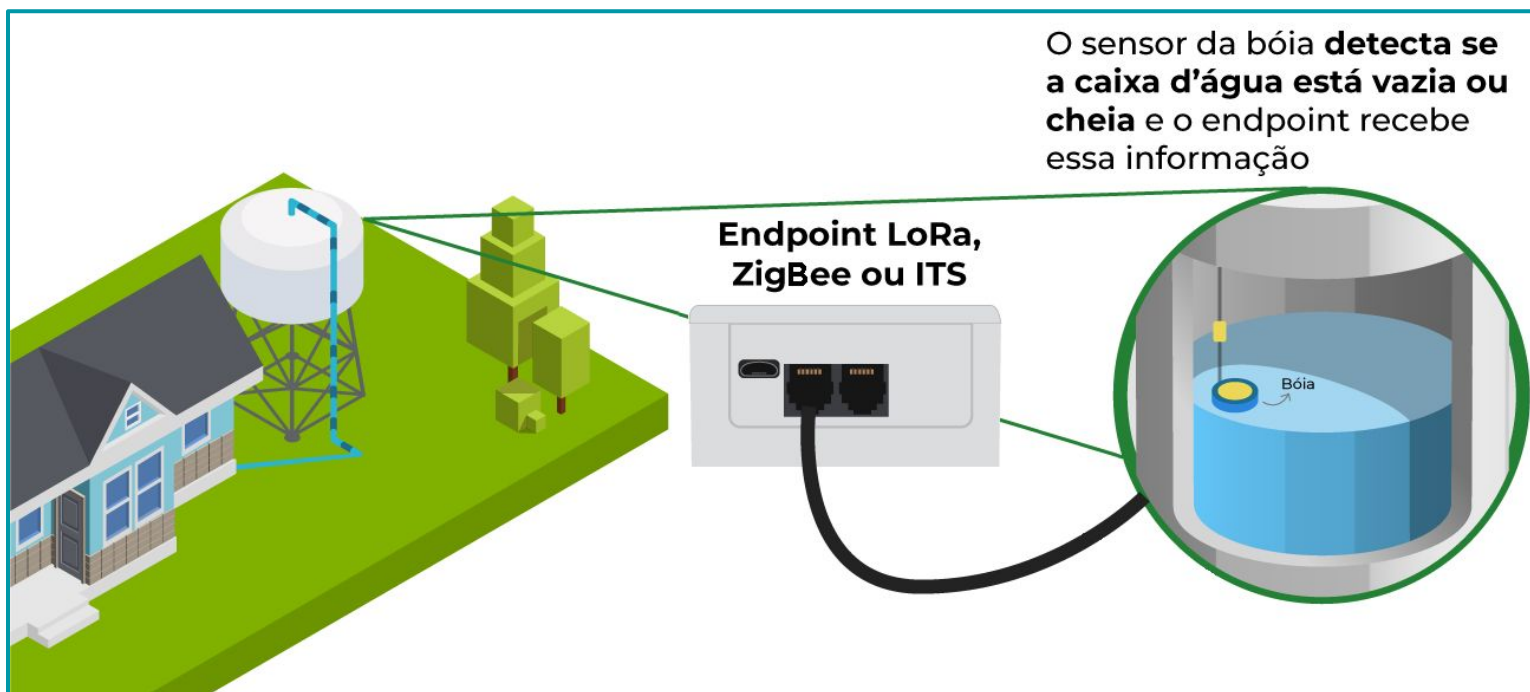 O sensor da bóia detecta se
a caixa d'água está vazia ou
cheia e o endpoint recebe
essa informação
Endpoint LoRa,
ZigBee ou ITS
Bóia